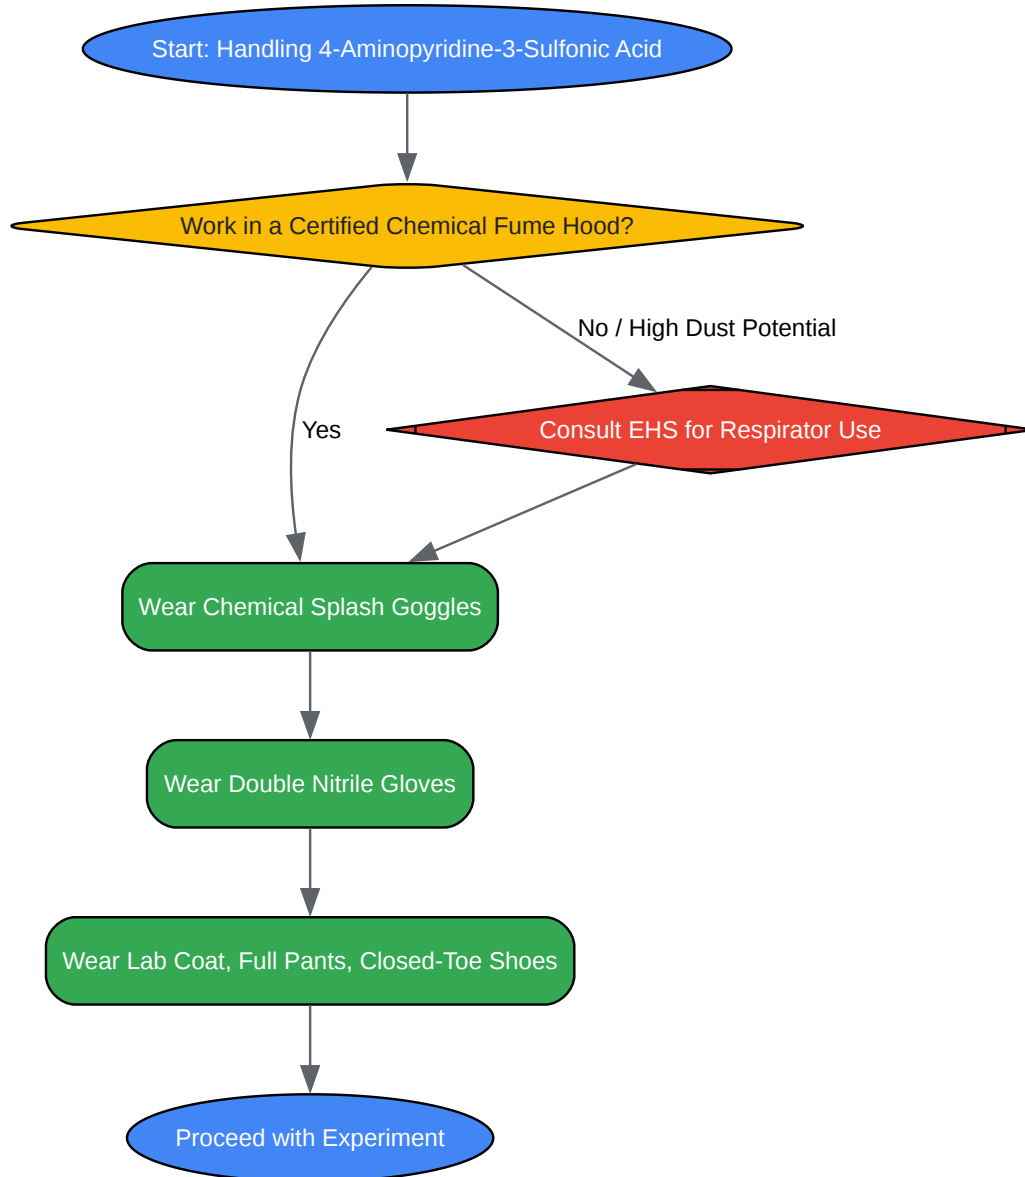 Start: Handling 4-Aminopyridine-3-Sulfonic Acid
Work in a Certified Chemical Fume Hood?
No / High Dust Potential
Yes
Consult EHS for Respirator Use
Wear Chemical Splash Goggles
Wear Double Nitrile Gloves
Wear Lab Coat, Full Pants, Closed-Toe Shoes
Proceed with Experiment